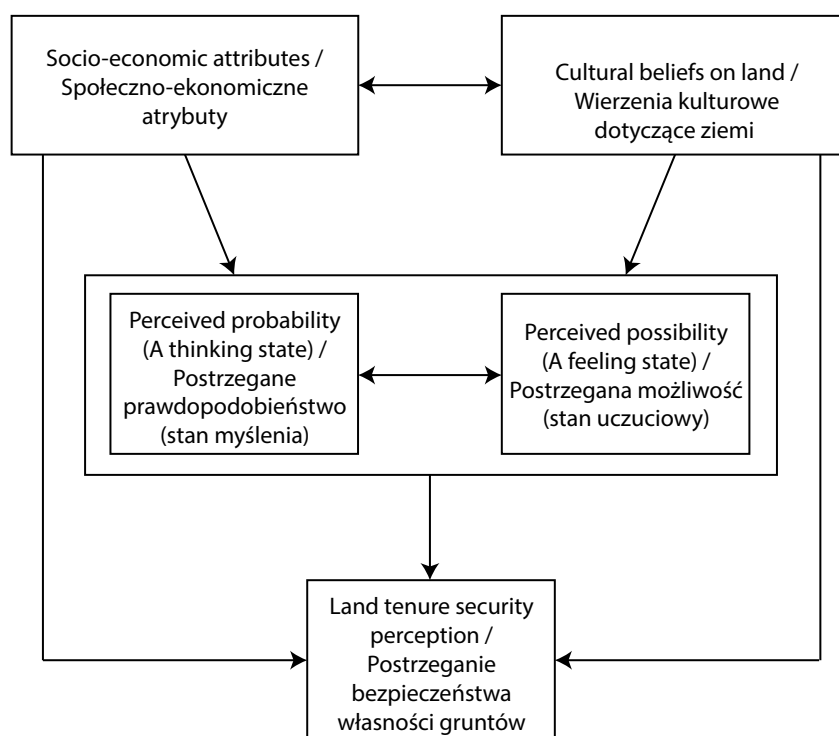 Socio-economic attributes /
Społeczno-ekonomiczne
atrybuty
Cultural beliefs on land /
Wierzenia kulturowe
dotyczące ziemi
Perceived probability
(A thinking state) /
Postrzegane
prawdopodobieństwo
(stan myślenia)
Perceived possibility
(A feeling state) /
Postrzegana możliwość
(stan uczuciowy)
Land tenure security
perception /
Postrzeganie
bezpieczeństwa
własności gruntów